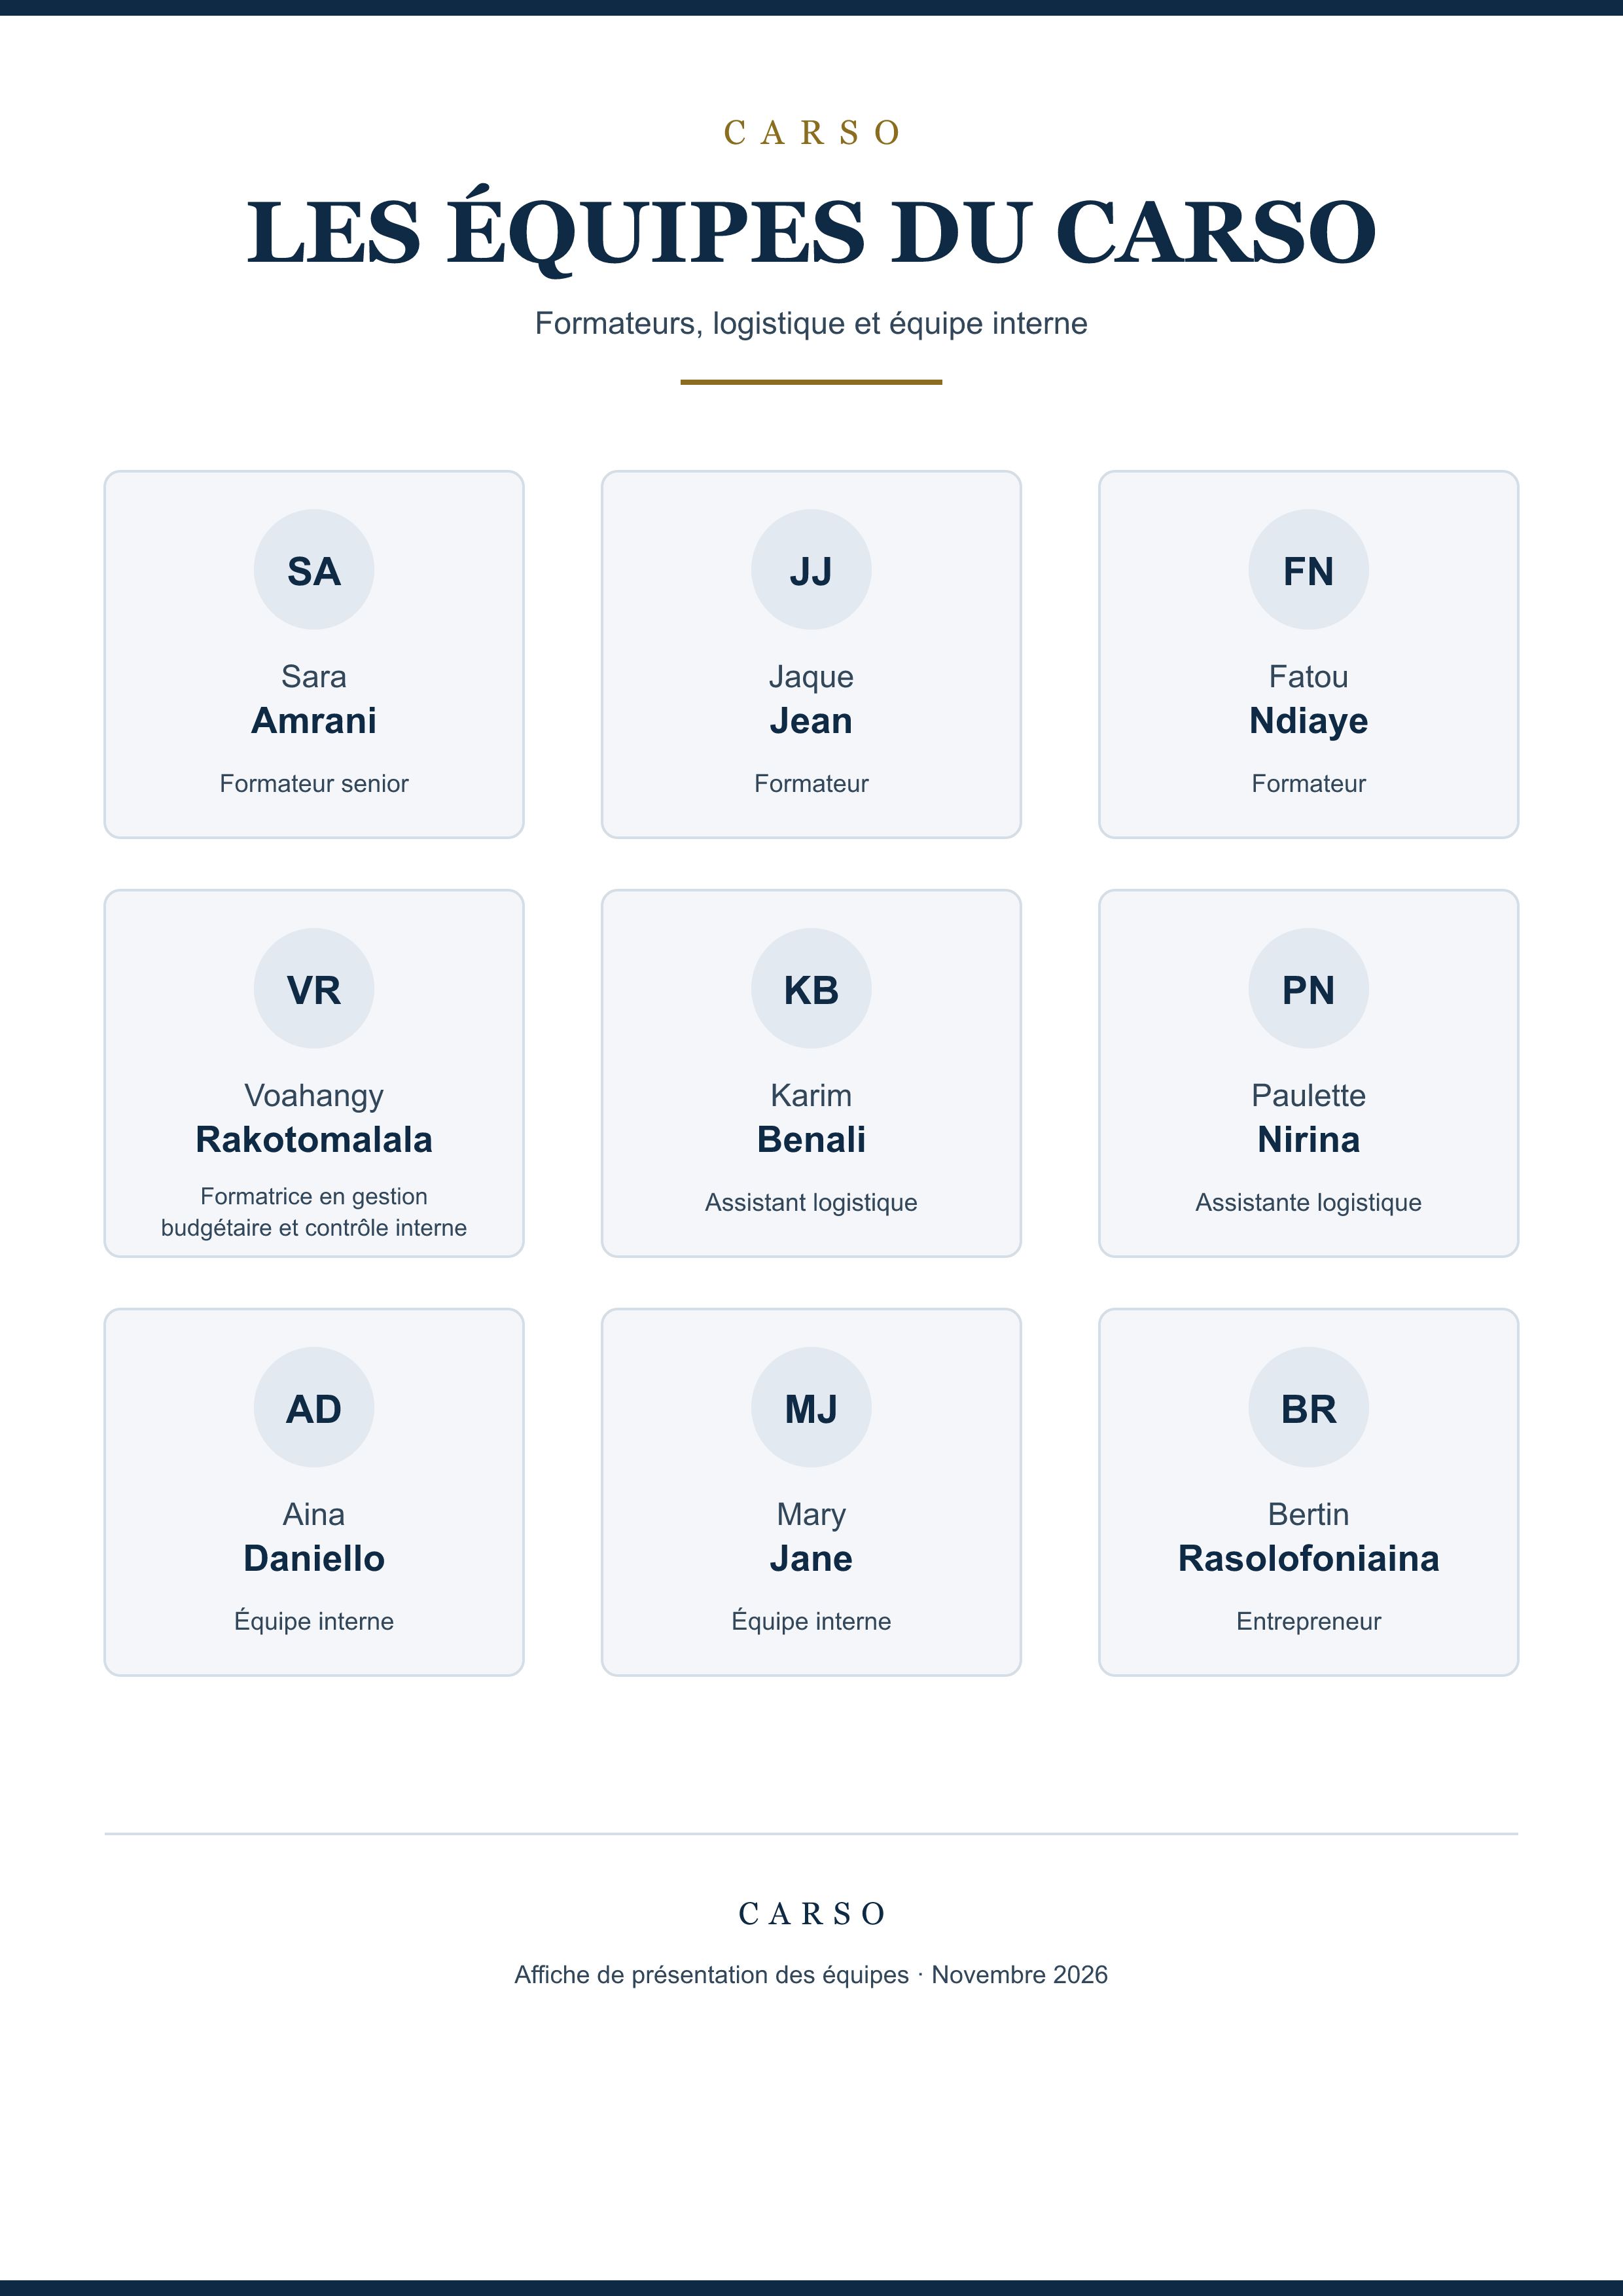 CARSO
LES ÉQUIPES DU CARSO
Formateurs, logistique et équipe interne
SA
Sara
Amrani
Formateur senior
JJ
Jaque
Jean
Formateur
FN
Fatou
Ndiaye
Formateur
VR
Voahangy
Rakotomalala
Formatrice en gestion
budgétaire et contrôle interne
KB
Karim
Benali
Assistant logistique
PN
Paulette
Nirina
Assistante logistique
AD
Aina
Daniello
Équipe interne
MJ
Mary
Jane
Équipe interne
BR
Bertin
Rasolofoniaina
Entrepreneur
CARSO
Affiche de présentation des équipes · Novembre 2026